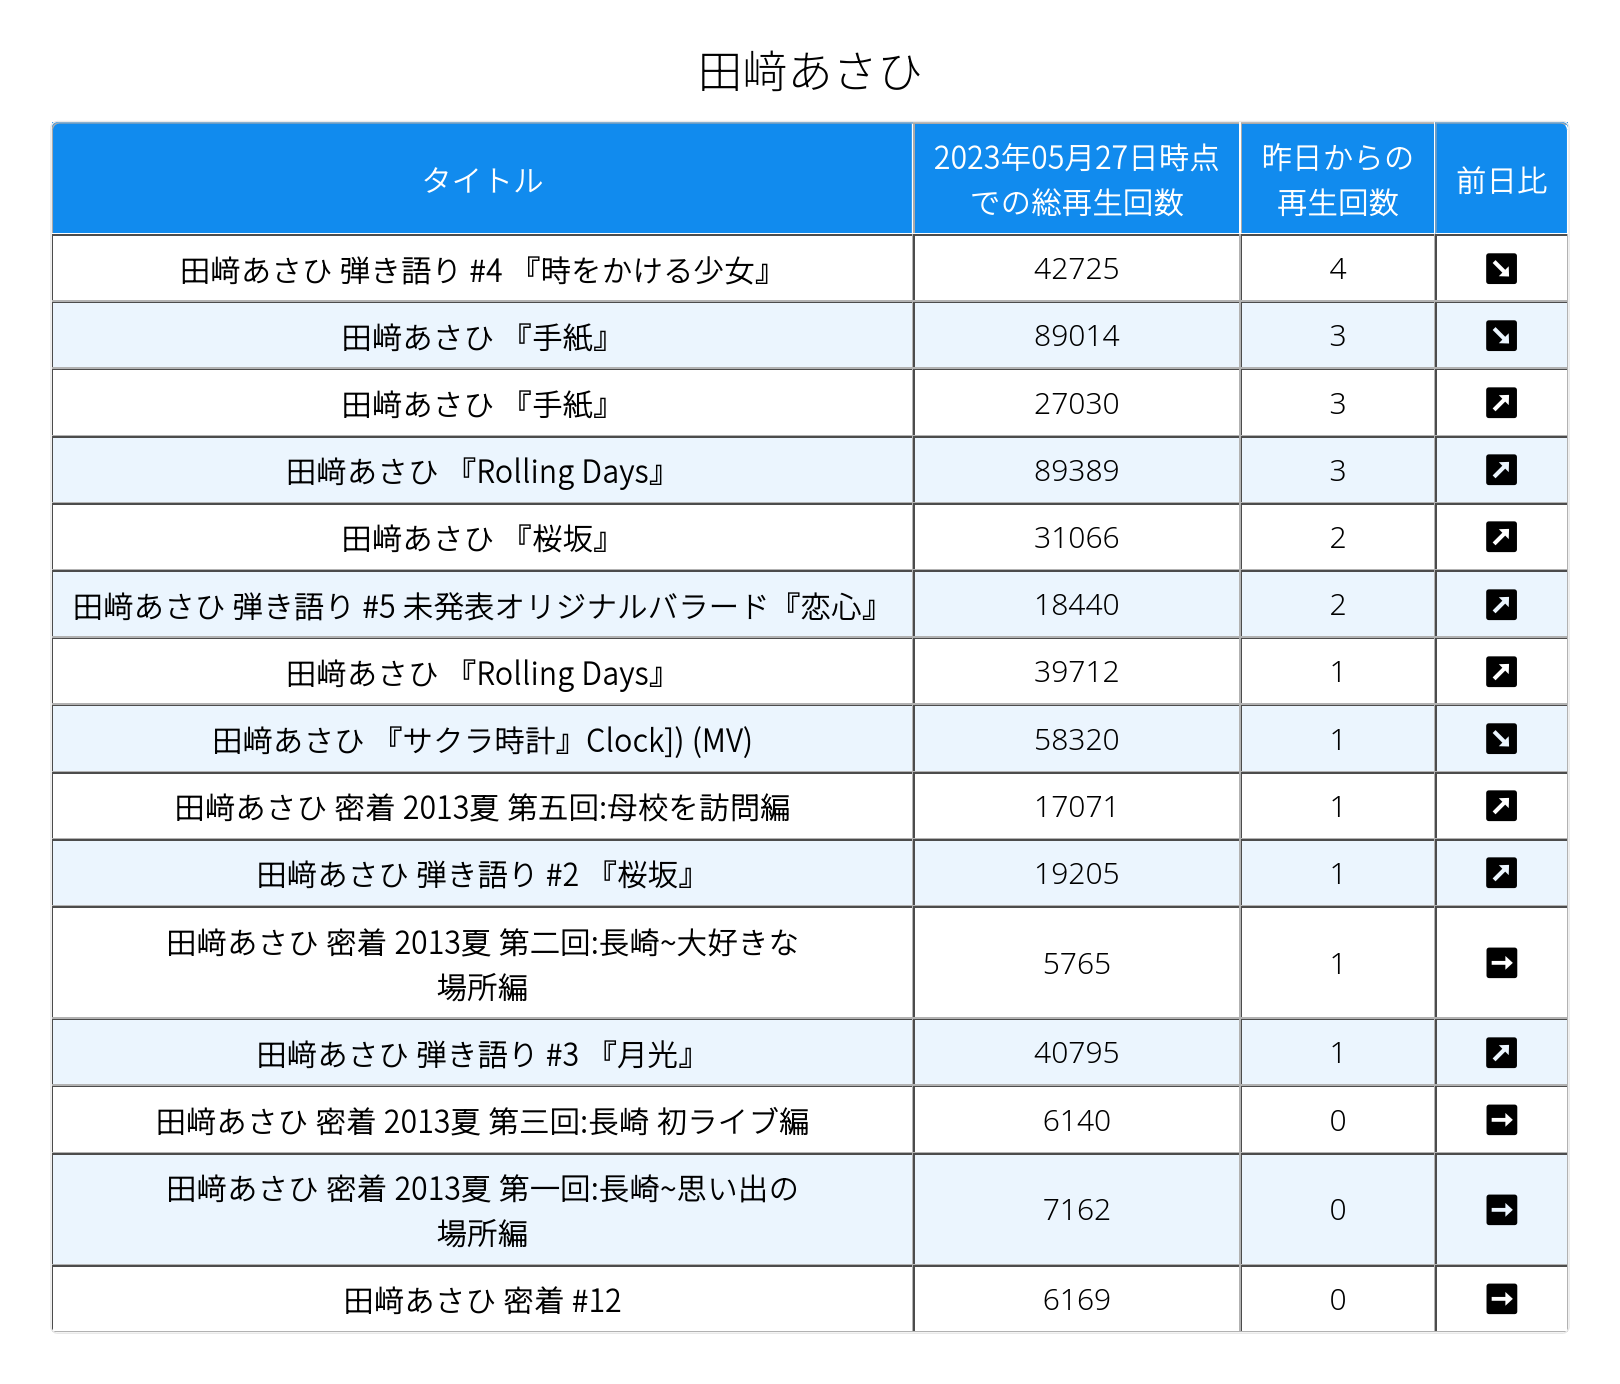 田﨑あさひ
タイトル
2023年05月27日時点
での総再生回数
昨日からの
再生回数
前日比
田﨑あさひ 弾き語り #4 『時をかける少女』 42725 4
田﨑あさひ 『手紙』 89014 3
田﨑あさひ 『手紙』 27030 3
田﨑あさひ 『Rolling Days』 89389 3
田﨑あさひ 『桜坂』 31066 2
田﨑あさひ 弾き語り #5 未発表オリジナルバラード『恋心』 18440 2
田﨑あさひ 『Rolling Days』 39712 1
田﨑あさひ 『サクラ時計』Clock]) (MV) 58320 1
田﨑あさひ 密着 2013夏 第五回:母校を訪問編 17071 1
田﨑あさひ 弾き語り #2 『桜坂』 19205 1
田﨑あさひ 密着 2013夏 第二回:長崎~大好きな
場所編 5765 1
田﨑あさひ 弾き語り #3 『月光』 40795 1
田﨑あさひ 密着 2013夏 第三回:長崎 初ライブ編 6140 0
田﨑あさひ 密着 2013夏 第一回:長崎~思い出の
場所編 7162 0
田﨑あさひ 密着 #12 6169 0